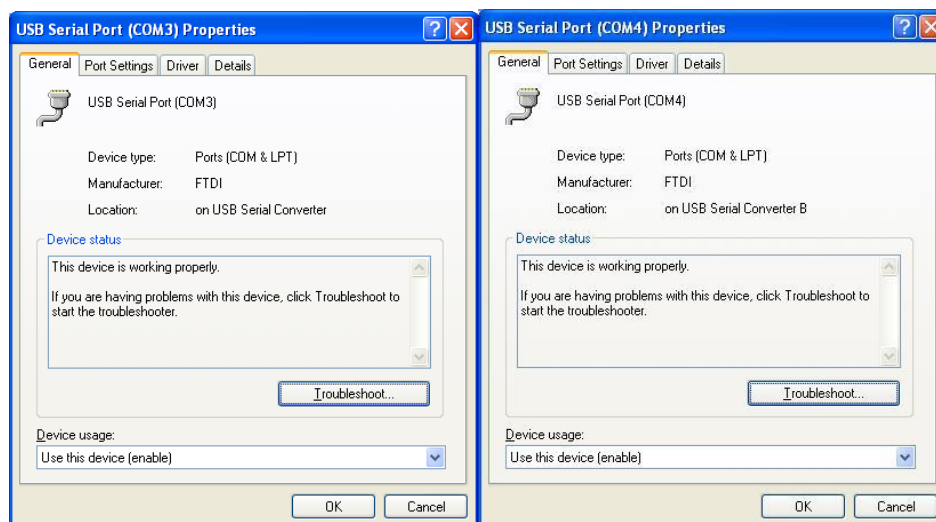 USB Serial Port (COM3) Properties
General Port Settings Driver Details
USB Serial Port (COM3)
Device type: Ports (COM & LPT)
Manufacturer: FTDI
Location: on USB Serial Converter
Device status
This device is working properly.
If you are having problems with this device, click Troubleshoot to
start the troubleshooter.
Troubleshoot...
Device usage:
Use this device (enable)
OK Cancel
USB Serial Port (COM4) Properties
General Port Settings Driver Details
USB Serial Port (COM4)
Device type: Ports (COM & LPT)
Manufacturer: FTDI
Location: on USB Serial Converter B
Device status
This device is working properly.
If you are having problems with this device, click Troubleshoot to
start the troubleshooter.
Troubleshoot...
Device usage:
Use this device (enable)
OK Cancel